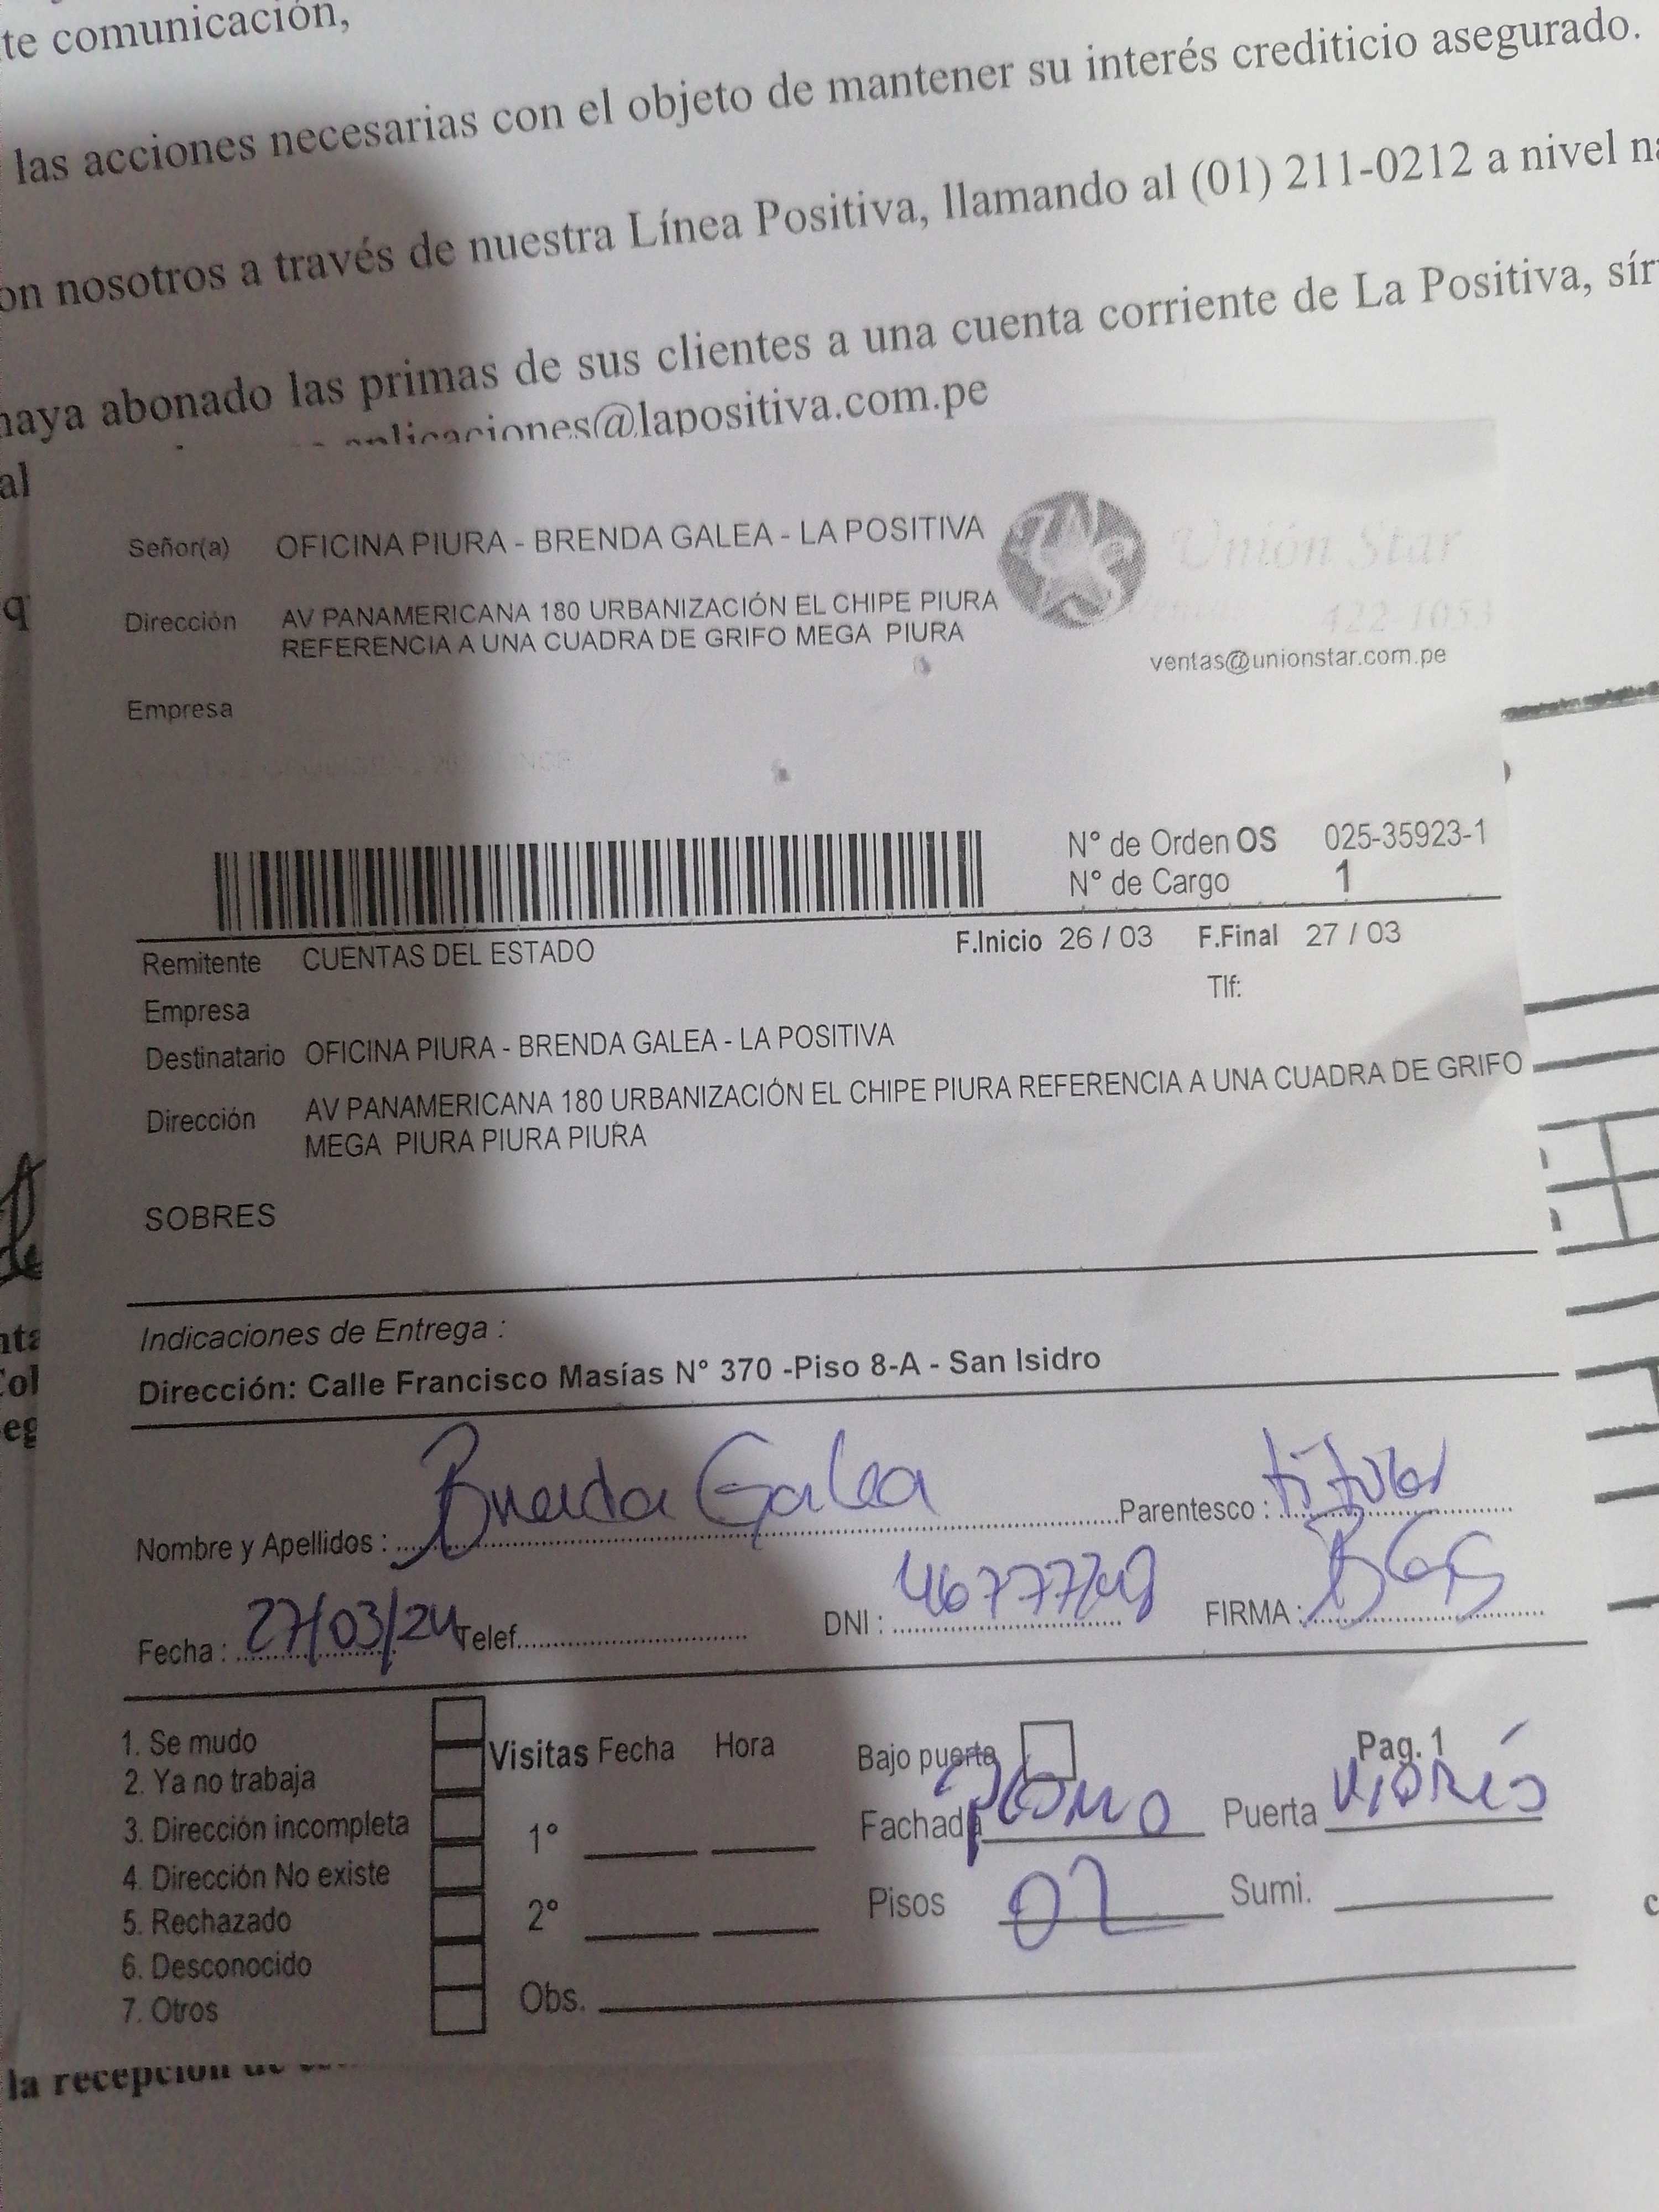 te comunicación,
las acciones necesarias con el objeto de mantener su interés crediticio asegurado.
on nosotros a través de nuestra Línea Positiva, llamando al (01) 211-0212 a nivel na
haya abonado las primas de sus clientes a una cuenta corriente de La Positiva, sír
aplicaciones@lapositiva.com.pe
al
Señor(a) OFICINA PIURA - BRENDA GALEA - LA POSITIVA
Unión Star
Dirección AV PANAMERICANA 180 URBANIZACIÓN EL CHIPE PIURA
REFERENCIA A UNA CUADRA DE GRIFO MEGA PIURA
422-1053
ventas@unionstar.com.pe
q
Empresa
N° de Orden OS 025-35923-1
N° de Cargo 1
Remitente CUENTAS DEL ESTADO
F.Inicio 26 / 03 F.Final 27 / 03
Tlf:
Empresa
Destinatario OFICINA PIURA - BRENDA GALEA - LA POSITIVA
Dirección AV PANAMERICANA 180 URBANIZACIÓN EL CHIPE PIURA REFERENCIA A UNA CUADRA DE GRIFO
MEGA PIURA PIURA PIURA
SOBRES
Indicaciones de Entrega :
Dirección: Calle Francisco Masías N° 370 -Piso 8-A - San Isidro
Nombre y Apellidos : Brenda Galea Parentesco : titular
Fecha : 27/03/24 Telef. DNI : FIRMA :
1. Se mudo
2. Ya no trabaja
3. Dirección incompleta
4. Dirección No existe
5. Rechazado
6. Desconocido
7. Otros
Visitas Fecha Hora
1°
2°
Obs.
Bajo puerta Pag. 1
Fachada plomo Puerta vidrio
Pisos 02 Sumi.
la recepción de